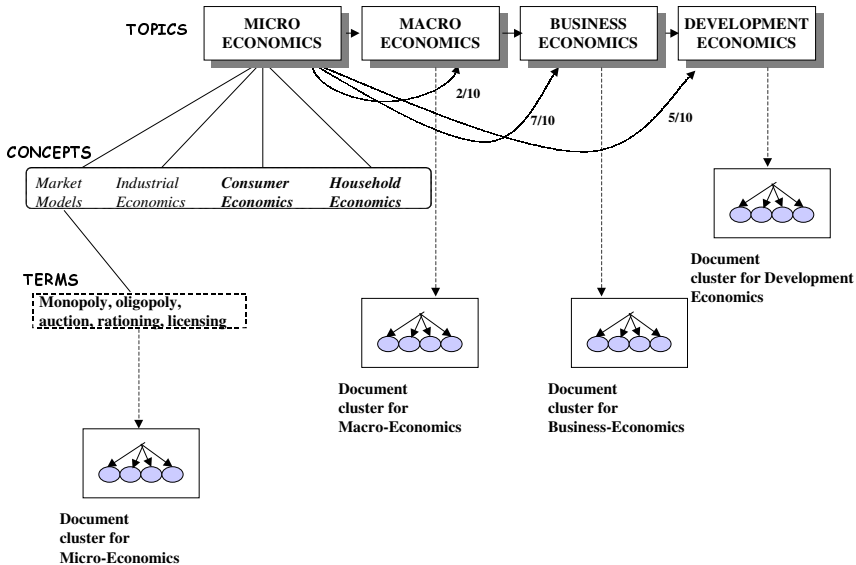 TOPICS
MICRO
ECONOMICS
MACRO
ECONOMICS
BUSINESS
ECONOMICS
DEVELOPMENT
ECONOMICS
2/10
7/10
5/10
CONCEPTS
Market
Models
Industrial
Economics
Consumer
Economics
Household
Economics
TERMS
Monopoly, oligopoly,
auction, rationing, licensing
Document
cluster for Development
Economics
Document
cluster for
Macro-Economics
Document
cluster for
Business-Economics
Document
cluster for
Micro-Economics